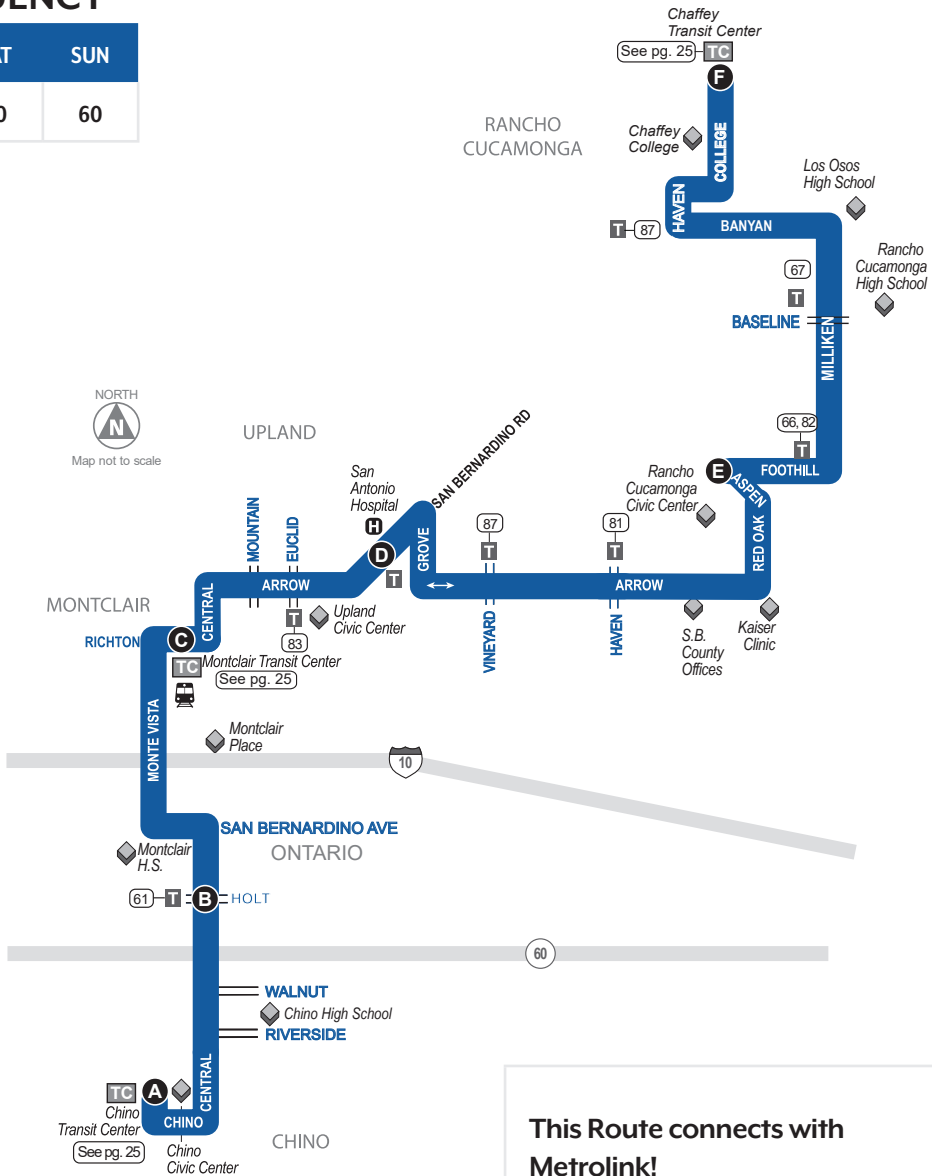 SUN
60
Chaffey
Transit Center
See pg. 25
TC
F
RANCHO
CUCAMONGA
Chaffey
College
COLLEGE
Los Osos
High School
HAVEN
T
87
BANYAN
Rancho
Cucamonga
High School
67
T
BASELINE
MILLIKEN
NORTH
N
Map not to scale
UPLAND
SAN BERNARDINO RD
66, 82
T
San
Antonio
Hospital
H
Rancho
Cucamonga
Civic Center
E
ASPEN
FOOTHILL
MOUNTAIN
EUCLID
D
T
GROVE
87
T
81
T
RED OAK
MONTCLAIR
CENTRAL
ARROW
ARROW
Upland
Civic Center
T
83
VINEYARD
HAVEN
S.B.
County
Offices
Kaiser
Clinic
RICHTON
C
TC
Montclair Transit Center
See pg. 25
MONTE VISTA
Montclair
Place
10
SAN BERNARDINO AVE
ONTARIO
Montclair
H.S.
61
T
B
HOLT
60
WALNUT
Chino High School
RIVERSIDE
CENTRAL
TC
A
Chino
Transit Center
See pg. 25
CHINO
Chino
Civic Center
CHINO
This Route connects with
Metrolink!